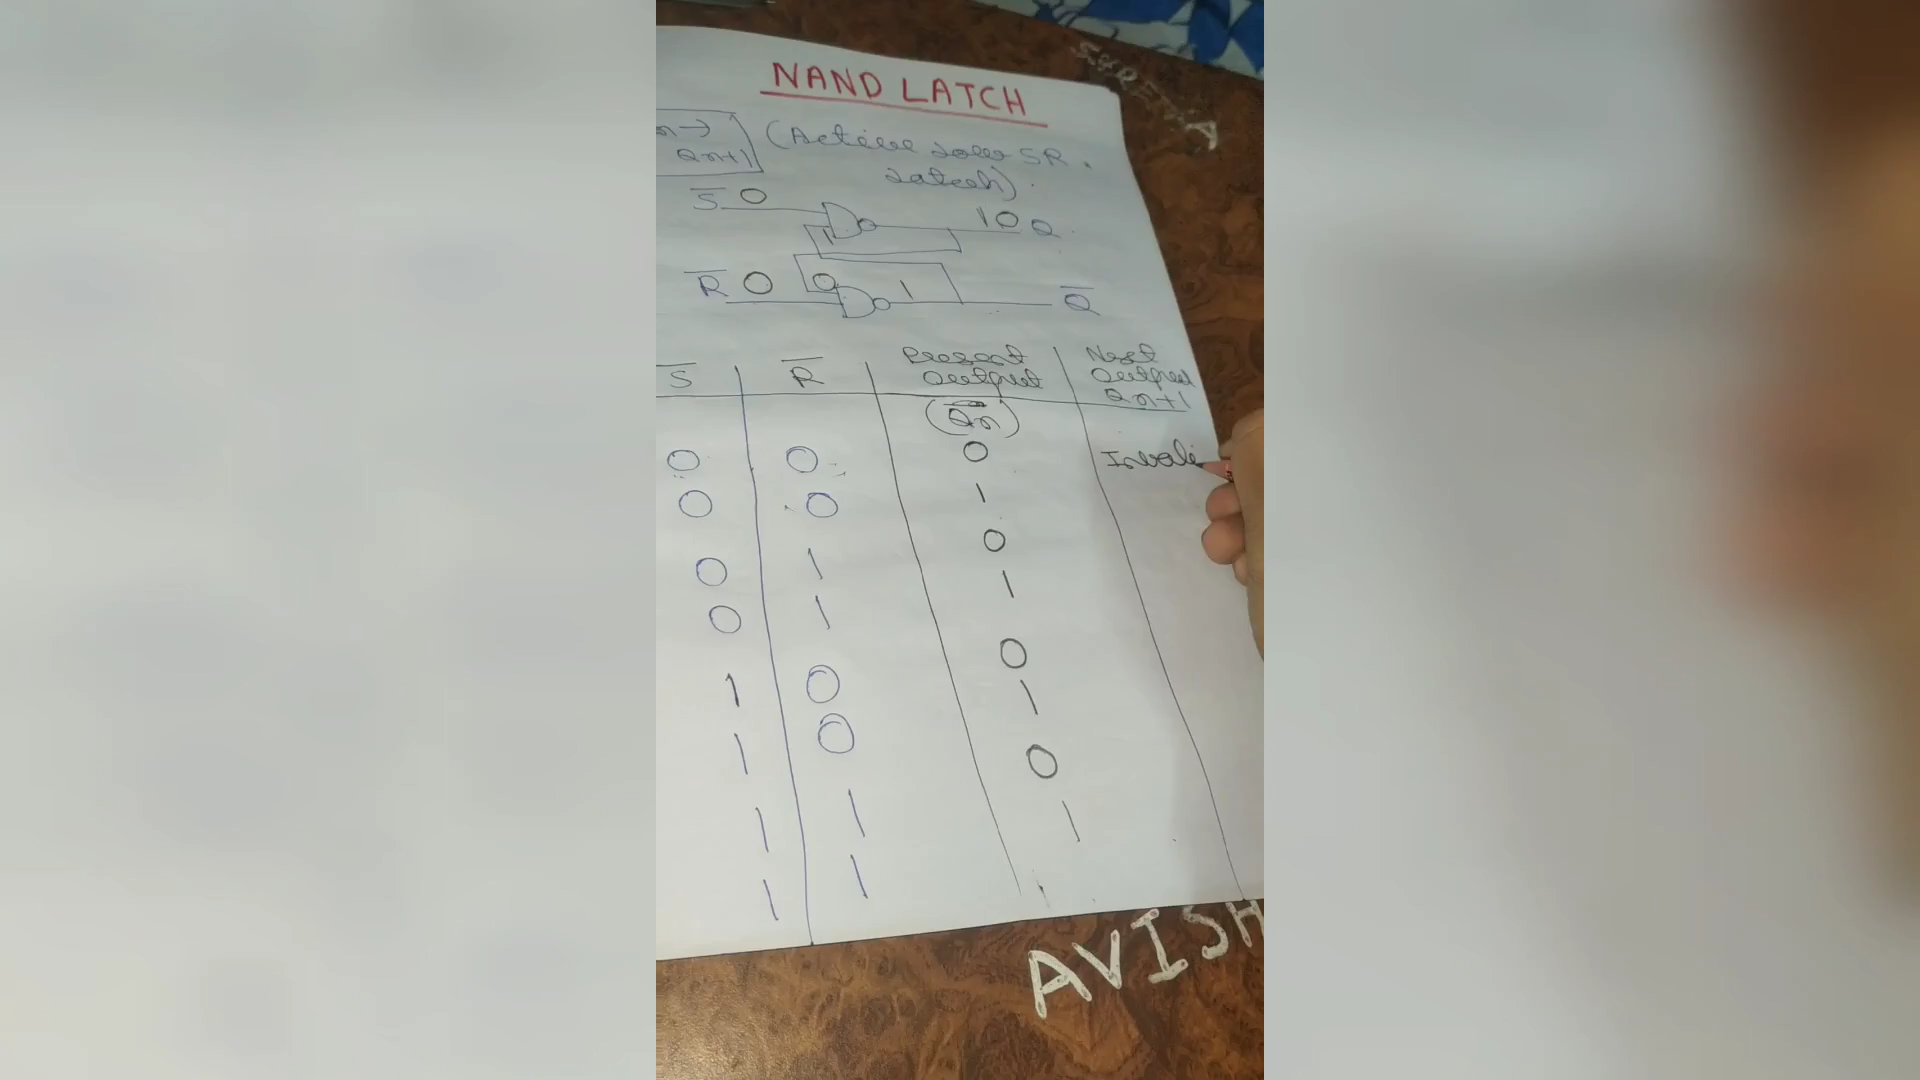 NAND LATCH
n→
Qn+1
(Active low SR
Latch)
S̅ 0
1 0 Q
1
R̅ 0
0
1
Q̅
S̅ R̅ Present Output (Qn) Next Output Qn+1
0 0 0 Invali
0 0 1
0 1 0
0 1 1
1 0 0
1 0 1
1 1 0
1 1 1
AVISH